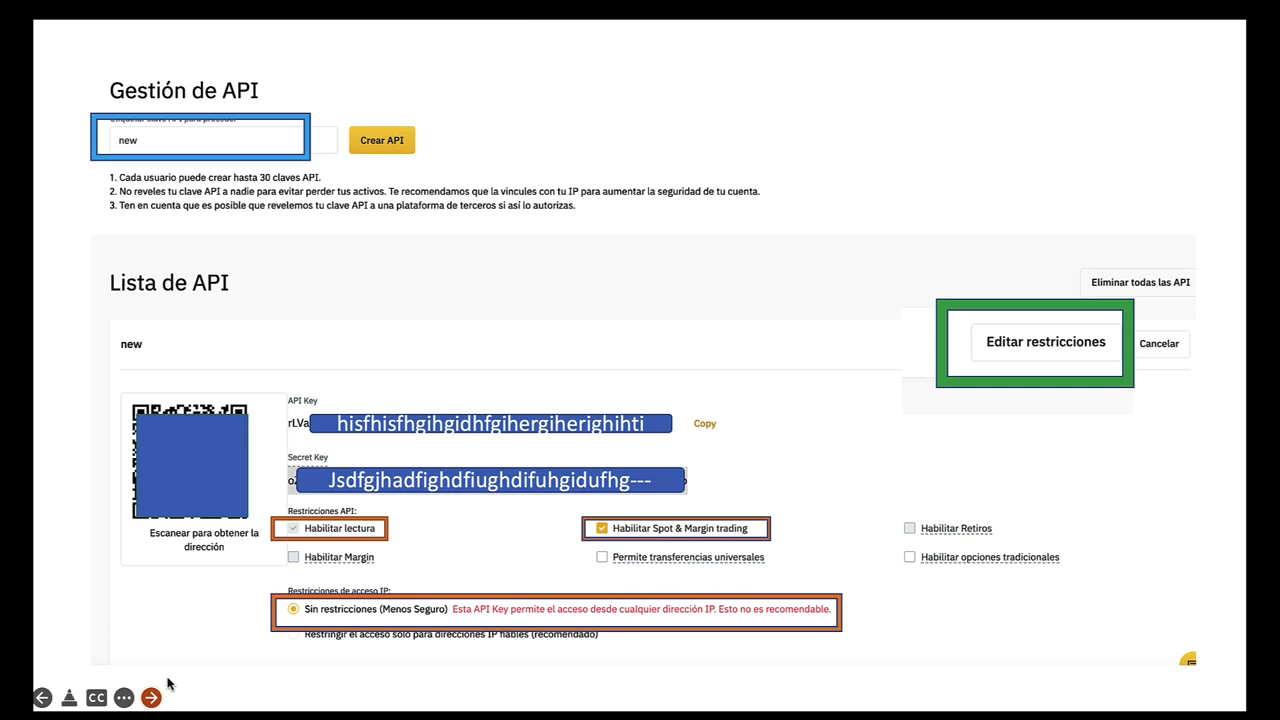 Gestión de API
Etiquetar clave API para proceder
new
Crear API
1. Cada usuario puede crear hasta 30 claves API.
2. No reveles tu clave API a nadie para evitar perder tus activos. Te recomendamos que la vincules con tu IP para aumentar la seguridad de tu cuenta.
3. Ten en cuenta que es posible que revelemos tu clave API a una plataforma de terceros si así lo autorizas.
Lista de API
Eliminar todas las API
new
Editar restricciones
Cancelar
API Key
rLVa hisfhisfhgihgidhfgihergiherighihti Copy
Secret Key
Jsdfgjhadfighdfiughdifuhgidufhg---
Escanear para obtener la
dirección
Restricciones API:
Habilitar lectura
Habilitar Spot & Margin trading
Habilitar Retiros
Habilitar Margin
Permite transferencias universales
Habilitar opciones tradicionales
Restricciones de acceso IP:
Sin restricciones (Menos Seguro) Esta API Key permite el acceso desde cualquier dirección IP. Esto no es recomendable.
Restringir el acceso solo para direcciones IP fiables (recomendado)
CC